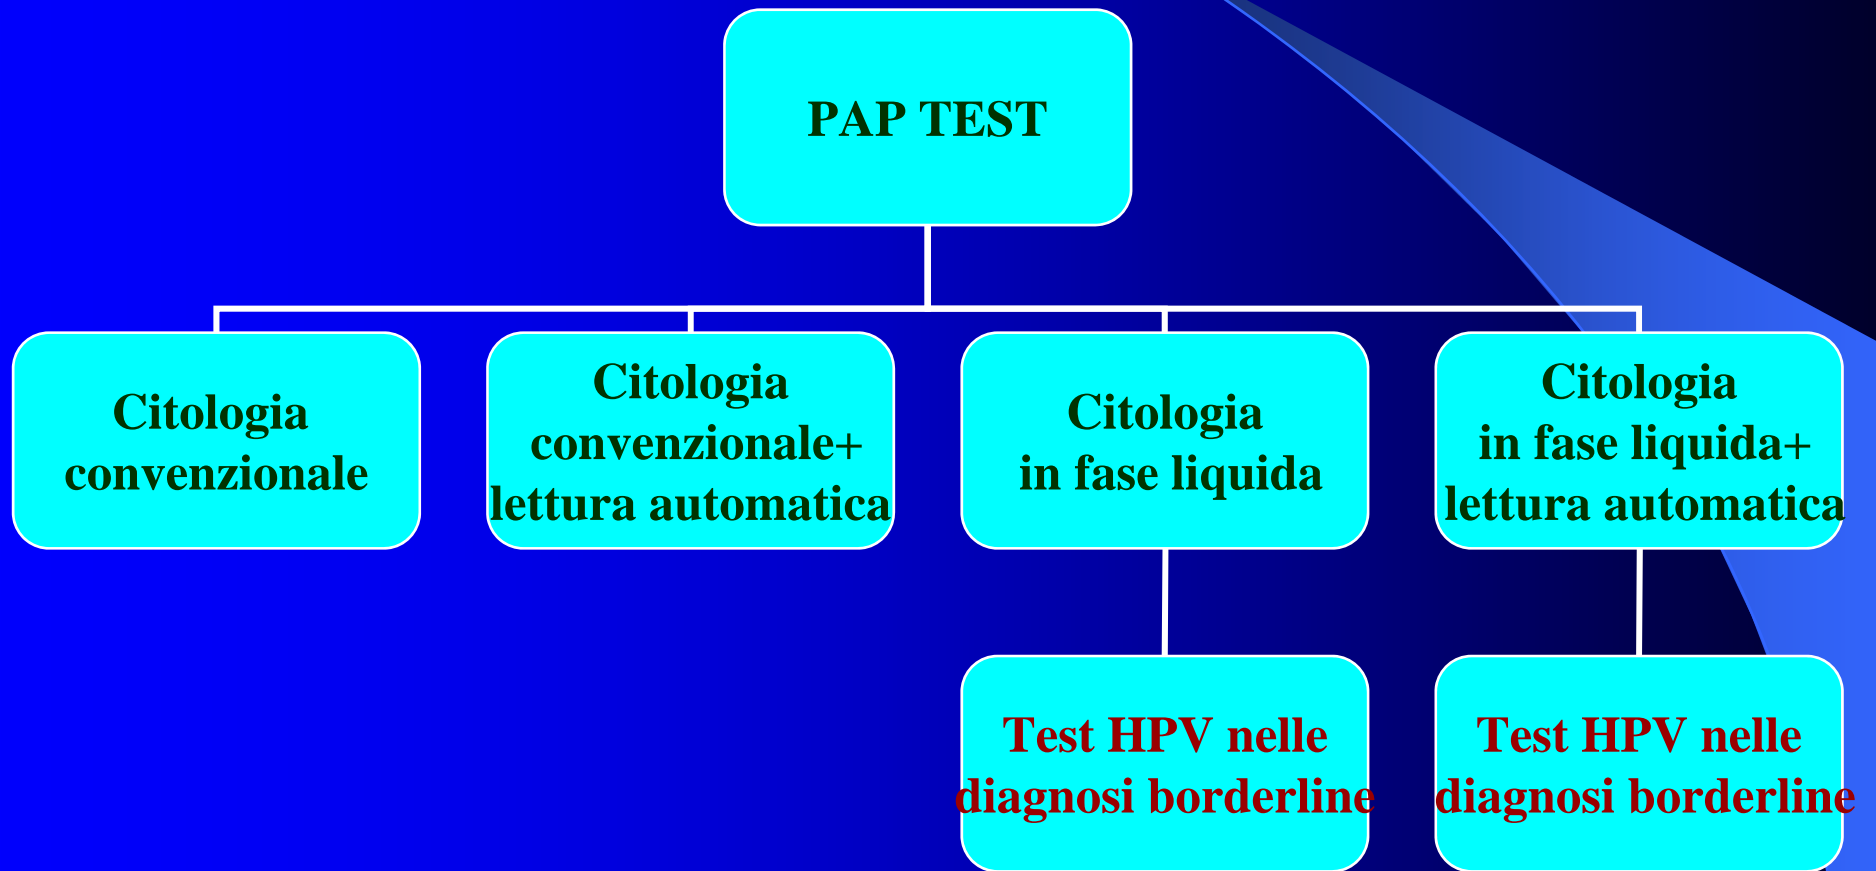 PAP TEST
Citologia
convenzionale
Citologia
convenzionale+
lettura automatica
Citologia
in fase liquida
Citologia
in fase liquida+
lettura automatica
Test HPV nelle
diagnosi borderline
Test HPV nelle
diagnosi borderline